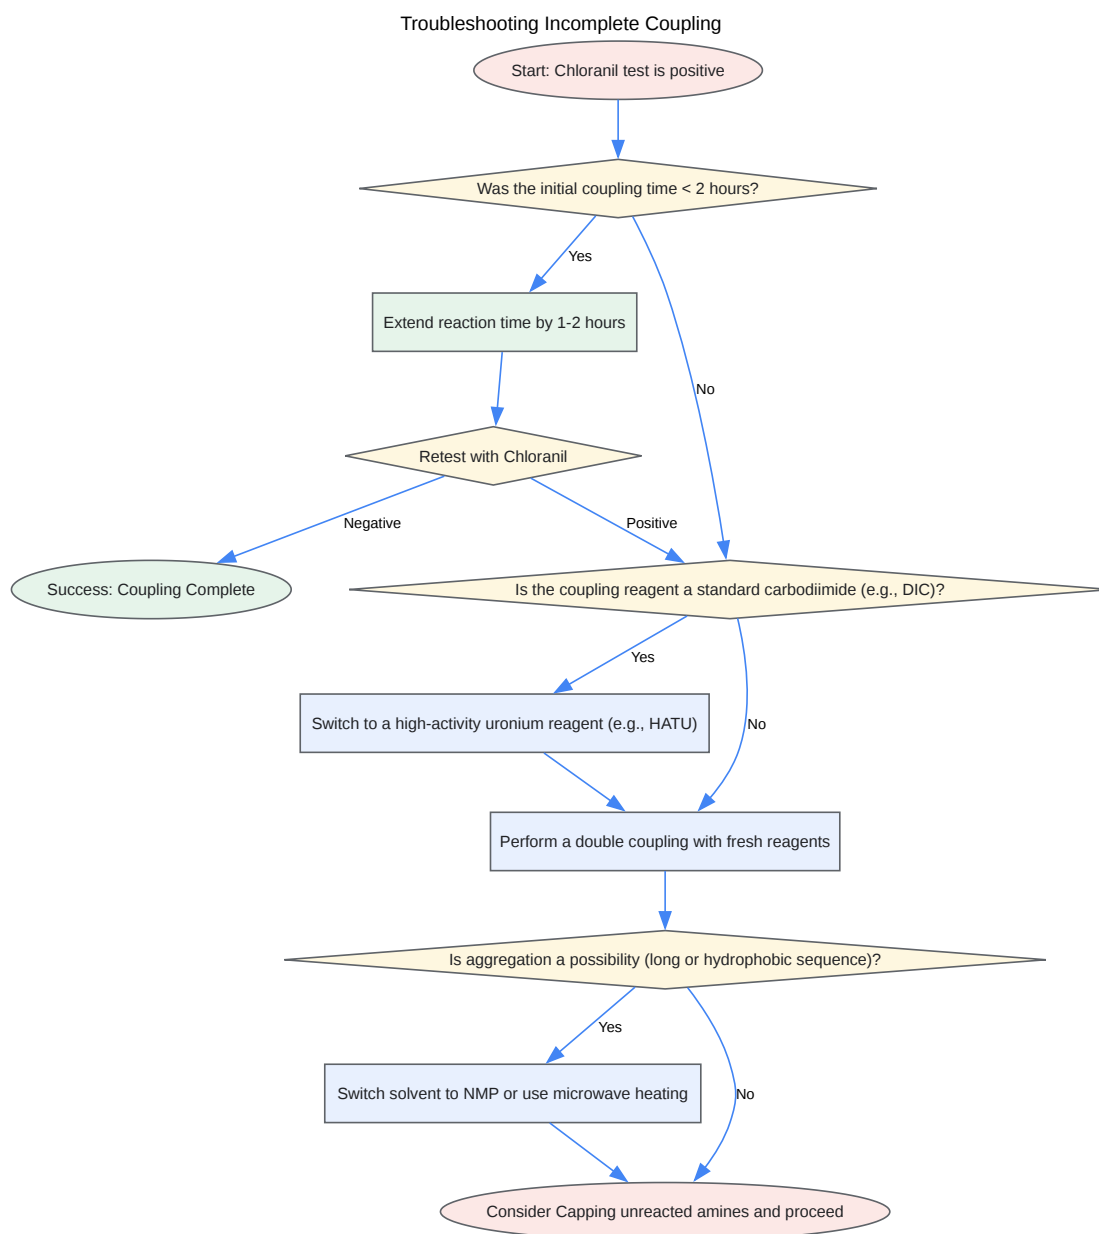 Troubleshooting Incomplete Coupling
Start: Chloranil test is positive
Was the initial coupling time < 2 hours?
Yes
Extend reaction time by 1-2 hours
No
Retest with Chloranil
Negative
Positive
Success: Coupling Complete
Is the coupling reagent a standard carbodiimide (e.g., DIC)?
Yes
Switch to a high-activity uronium reagent (e.g., HATU)
No
Perform a double coupling with fresh reagents
Is aggregation a possibility (long or hydrophobic sequence)?
Yes
Switch solvent to NMP or use microwave heating
No
Consider Capping unreacted amines and proceed